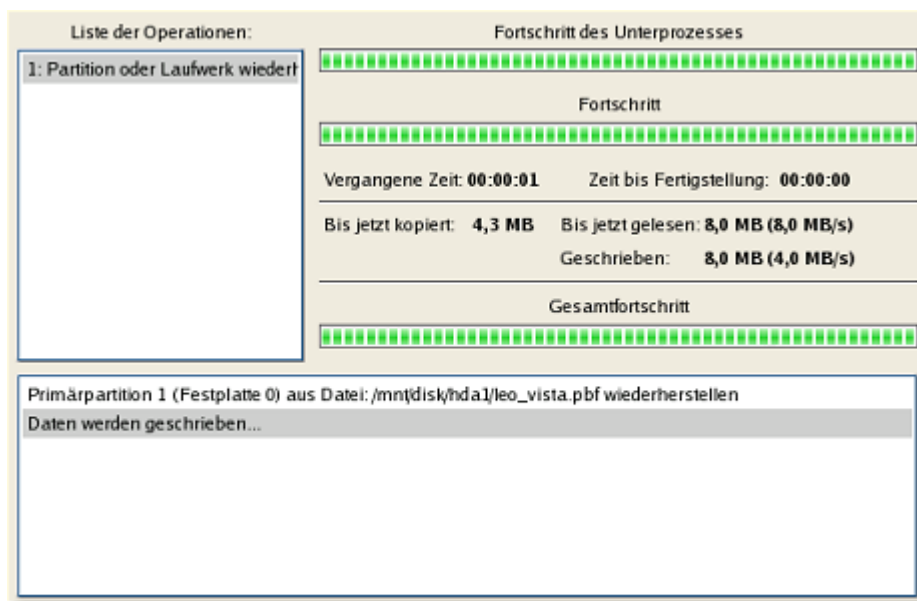 Liste der Operationen:
1: Partition oder Laufwerk wiederh
Fortschritt des Unterprozesses
Fortschritt
Vergangene Zeit: 00:00:01 Zeit bis Fertigstellung: 00:00:00
Bis jetzt kopiert: 4,3 MB Bis jetzt gelesen: 8,0 MB (8,0 MB/s)
Geschrieben: 8,0 MB (4,0 MB/s)
Gesamtfortschritt
Primärpartition 1 (Festplatte 0) aus Datei: /mnt/disk/hda1/leo_vista.pbf wiederherstellen
Daten werden geschrieben...